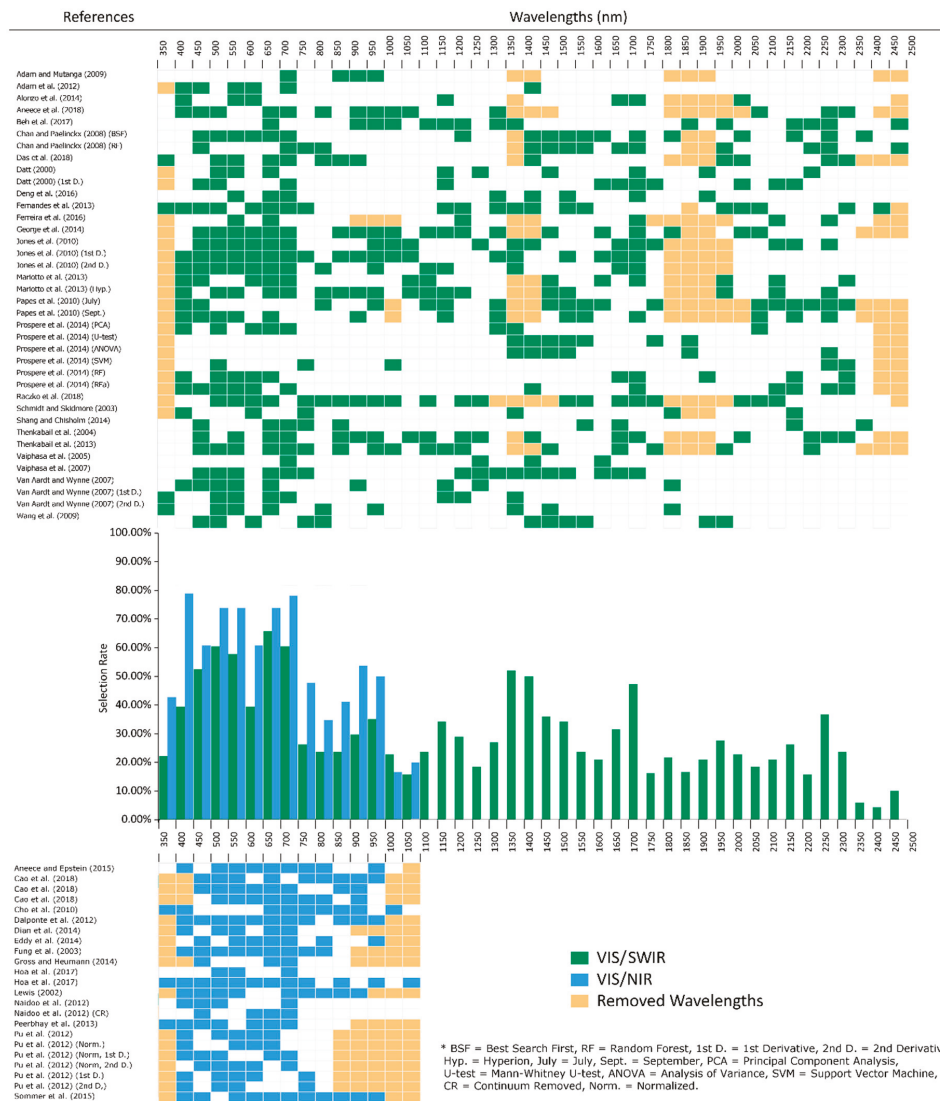 References Wavelengths (nm)
350 400 450 500 550 600 650 700 750 800 850 900 950 1000 1050 1100 1150 1200 1250 1300 1350 1400 1450 1500 1550 1600 1650 1700 1750 1800 1850 1900 1950 2000 2050 2100 2150 2200 2250 2300 2350 2400 2450 2500
Adam and Mutanga (2009)
Adam et al. (2012)
Alonzo et al. (2014)
Aneece et al. (2018)
Beh et al. (2017)
Chan and Paelinckx (2008) (BSF)
Chan and Paelinckx (2008) (RF)
Das et al. (2018)
Datt (2000)
Datt (2000) (1st D.)
Deng et al. (2016)
Fernandes et al. (2013)
Ferreira et al. (2016)
George et al. (2014)
Jones et al. (2010)
Jones et al. (2010) (1st D.)
Jones et al. (2010) (2nd D.)
Mariotto et al. (2013)
Mariotto et al. (2013) (Hyp.)
Papes et al. (2010) (July)
Papes et al. (2010) (Sept.)
Prospere et al. (2014) (PCA)
Prospere et al. (2014) (U-test)
Prospere et al. (2014) (ANOVA)
Prospere et al. (2014) (SVM)
Prospere et al. (2014) (RF)
Prospere et al. (2014) (RFa)
Raczko et al. (2018)
Schmidt and Skidmore (2003)
Shang and Chisholm (2014)
Thenkabail et al. (2004)
Thenkabail et al. (2013)
Vaiphasa et al. (2005)
Vaiphasa et al. (2007)
Van Aardt and Wynne (2007)
Van Aardt and Wynne (2007) (1st D.)
Van Aardt and Wynne (2007) (2nd D.)
Wang et al. (2009)
100.00%
90.00%
80.00%
70.00%
60.00%
50.00%
40.00%
30.00%
20.00%
10.00%
0.00%
Selection Rate
350 400 450 500 550 600 650 700 750 800 850 900 950 1000 1050 1100 1150 1200 1250 1300 1350 1400 1450 1500 1550 1600 1650 1700 1750 1800 1850 1900 1950 2000 2050 2100 2150 2200 2250 2300 2350 2400 2450 2500
Aneece and Epstein (2015)
Cao et al. (2018)
Cao et al. (2018)
Cao et al. (2018)
Cho et al. (2010)
Dalponte et al. (2012)
Dian et al. (2014)
Eddy et al. (2014)
Fung et al. (2003)
Gross and Heumann (2014)
Hoa et al. (2017)
Hoa et al. (2017)
Lewis (2002)
Naidoo et al. (2012)
Naidoo et al. (2012) (CR)
Peerbhay et al. (2013)
Pu et al. (2012)
Pu et al. (2012) (Norm.)
Pu et al. (2012) (Norm, 1st D.)
Pu et al. (2012) (Norm, 2nd D.)
Pu et al. (2012) (1st D.)
Pu et al. (2012) (2nd D,)
Sommer et al. (2015)
VIS/SWIR
VIS/NIR
Removed Wavelengths
* BSF = Best Search First, RF = Random Forest, 1st D. = 1st Derivative, 2nd D. = 2nd Derivativ
Hyp. = Hyperion, July = July, Sept. = September, PCA = Principal Component Analysis,
U-test = Mann-Whitney U-test, ANOVA = Analysis of Variance, SVM = Support Vector Machine,
CR = Continuum Removed, Norm. = Normalized.